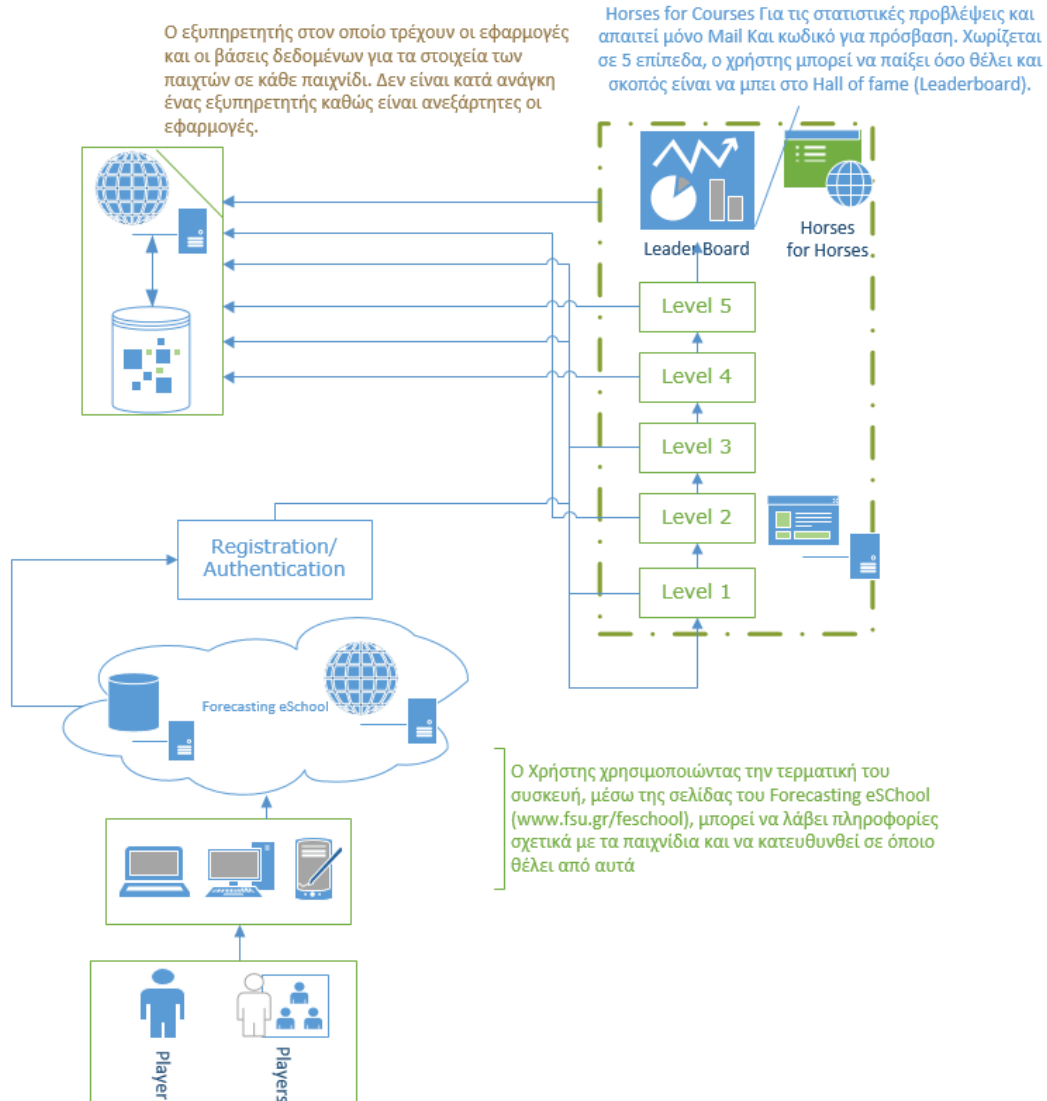 Ο εξυπηρετητής στον οποίο τρέχουν οι εφαρμογές
και οι βάσεις δεδομένων για τα στοιχεία των
παιχτών σε κάθε παιχνίδι. Δεν είναι κατά ανάγκη
ένας εξυπηρετητής καθώς είναι ανεξάρτητες οι
εφαρμογές.
Horses for Courses Για τις στατιστικές προβλέψεις και
απαιτεί μόνο Mail Και κωδικό για πρόσβαση. Χωρίζεται
σε 5 επίπεδα, ο χρήστης μπορεί να παίξει όσο θέλει και
σκοπός είναι να μπει στο Hall of fame (Leaderboard).
Leader Board
Horses
for Horses
Level 5
Level 4
Level 3
Level 2
Level 1
Registration/
Authentication
Forecasting eSchool
Ο Χρήστης χρησιμοποιώντας την τερματική του
συσκευή, μέσω της σελίδας του Forecasting eSChool
(www.fsu.gr/feschool), μπορεί να λάβει πληροφορίες
σχετικά με τα παιχνίδια και να κατευθυνθεί σε όποιο
θέλει από αυτά
Player
Players